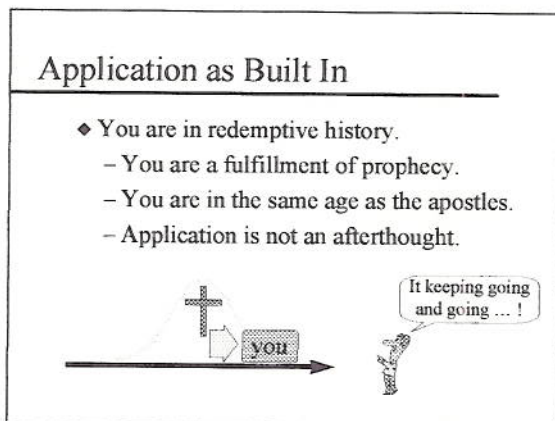 Application as Built In
◆ You are in redemptive history.
– You are a fulfillment of prophecy.
– You are in the same age as the apostles.
– Application is not an afterthought.
It keeping going
and going ... !
you